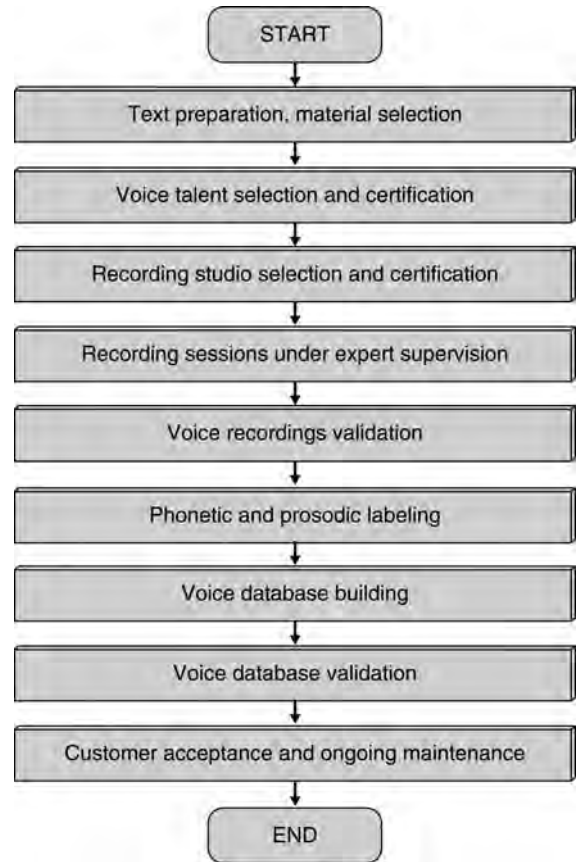 START
Text preparation, material selection
Voice talent selection and certification
Recording studio selection and certification
Recording sessions under expert supervision
Voice recordings validation
Phonetic and prosodic labeling
Voice database building
Voice database validation
Customer acceptance and ongoing maintenance
END